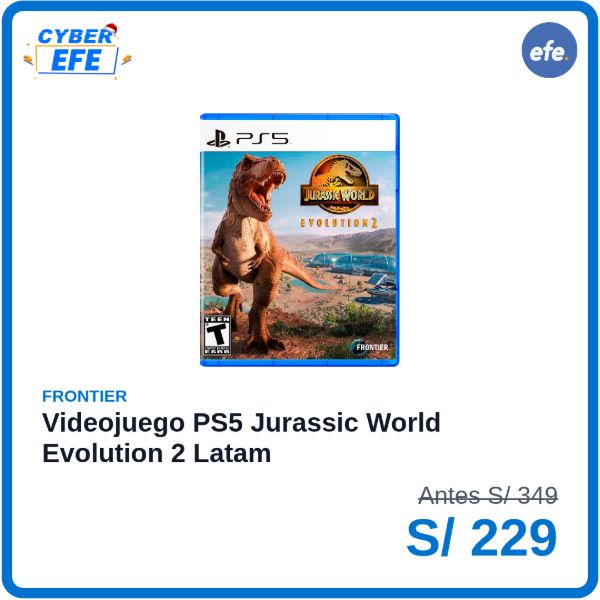 CYBER
EFE
efe.
PS5
JURASSIC WORLD
EVOLUTION 2
TEEN
T
ESRB
FRONTIER
FRONTIER
Videojuego PS5 Jurassic World
Evolution 2 Latam
Antes S/ 349
S/ 229